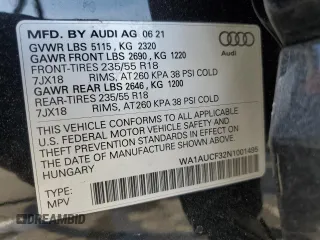 MFD. BY AUDI AG 06 21
GVWR LBS 5115, KG 2320
GAWR FRONT LBS 2690, KG 1220
FRONT-TIRES 235/55 R18
7JX18 RIMS, AT260 KPA 38 PSI COLD
GAWR REAR LBS 2646, KG 1200
REAR-TIRES 235/55 R18
7JX18 RIMS, AT260 KPA 38 PSI COLD
Audi
THIS VEHICLE CONFORMS TO ALL APPLICABLE
U.S. FEDERAL MOTOR VEHICLE SAFETY AND
THEFT PREVENTION STANDARDS IN EFFECT
ON THE DATE OF MANUFACTURE SHOWN ABOVE.
HUNGARY
WA1AUCF32N1001455
TYPE: MPV
DREAMBID